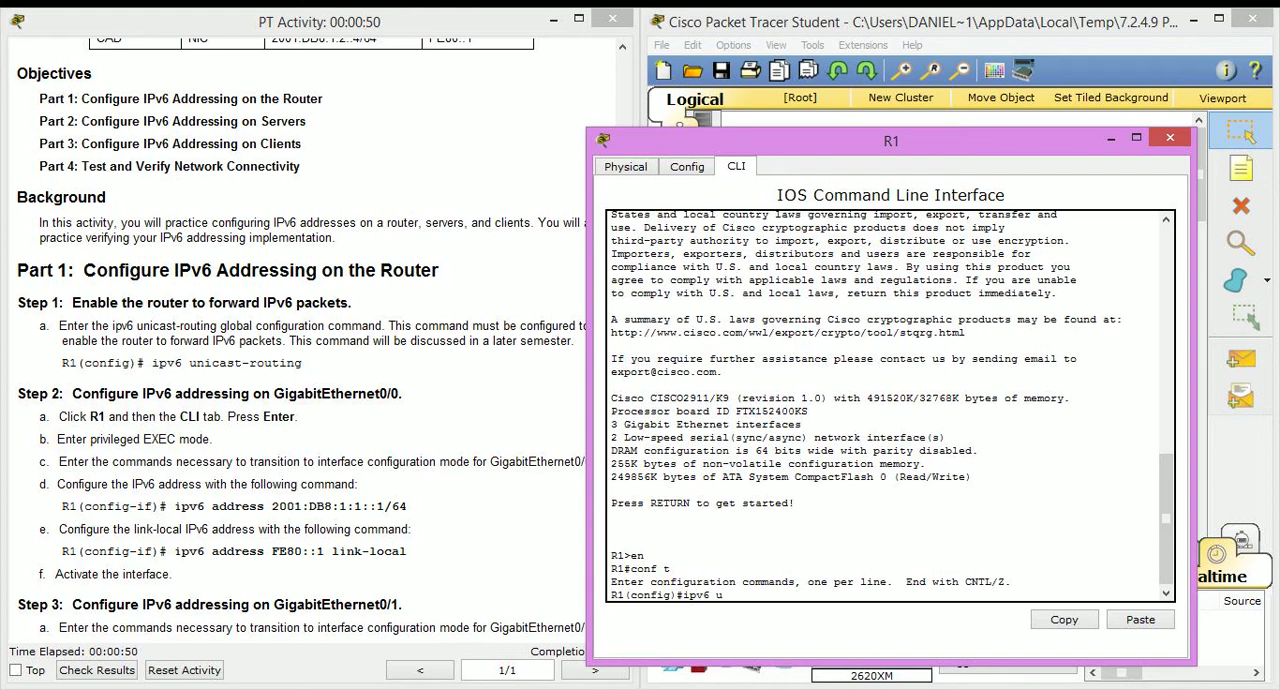 PT Activity: 00:00:50
CAD NIC 2001:DB8:1:2::4/64 FE80::1
Objectives
Part 1: Configure IPv6 Addressing on the Router
Part 2: Configure IPv6 Addressing on Servers
Part 3: Configure IPv6 Addressing on Clients
Part 4: Test and Verify Network Connectivity
Background
In this activity, you will practice configuring IPv6 addresses on a router, servers, and clients. You will a
practice verifying your IPv6 addressing implementation.
Part 1: Configure IPv6 Addressing on the Router
Step 1: Enable the router to forward IPv6 packets.
a. Enter the ipv6 unicast-routing global configuration command. This command must be configured to
enable the router to forward IPv6 packets. This command will be discussed in a later semester.
R1(config)# ipv6 unicast-routing
Step 2: Configure IPv6 addressing on GigabitEthernet0/0.
a. Click R1 and then the CLI tab. Press Enter.
b. Enter privileged EXEC mode.
c. Enter the commands necessary to transition to interface configuration mode for GigabitEthernet0/
d. Configure the IPv6 address with the following command:
R1(config-if)# ipv6 address 2001:DB8:1:1::1/64
e. Configure the link-local IPv6 address with the following command:
R1(config-if)# ipv6 address FE80::1 link-local
f. Activate the interface.
Step 3: Configure IPv6 addressing on GigabitEthernet0/1.
a. Enter the commands necessary to transition to interface configuration mode for GigabitEthernet0/
Time Elapsed: 00:00:50
Completio
Top Check Results Reset Activity < 1/1 >
Cisco Packet Tracer Student - C:\Users\DANIEL~1\AppData\Local\Temp\7.2.4.9 P...
File Edit Options View Tools Extensions Help
Logical [Root] New Cluster Move Object Set Tiled Background Viewport
R1
Physical Config CLI
IOS Command Line Interface
States and local country laws governing import, export, transfer and
use. Delivery of Cisco cryptographic products does not imply
third-party authority to import, export, distribute or use encryption.
Importers, exporters, distributors and users are responsible for
compliance with U.S. and local country laws. By using this product you
agree to comply with applicable laws and regulations. If you are unable
to comply with U.S. and local laws, return this product immediately.
A summary of U.S. laws governing Cisco cryptographic products may be found at:
http://www.cisco.com/wwl/export/crypto/tool/stqrg.html
If you require further assistance please contact us by sending email to
export@cisco.com.
Cisco CISCO2911/K9 (revision 1.0) with 491520K/32768K bytes of memory.
Processor board ID FTX152400KS
3 Gigabit Ethernet interfaces
2 Low-speed serial(sync/async) network interface(s)
DRAM configuration is 64 bits wide with parity disabled.
255K bytes of non-volatile configuration memory.
249856K bytes of ATA System CompactFlash 0 (Read/Write)
Press RETURN to get started!
R1>en
R1#conf t
Enter configuration commands, one per line. End with CNTL/Z.
R1(config)#ipv6 u
Copy Paste
altime
Source
2620XM